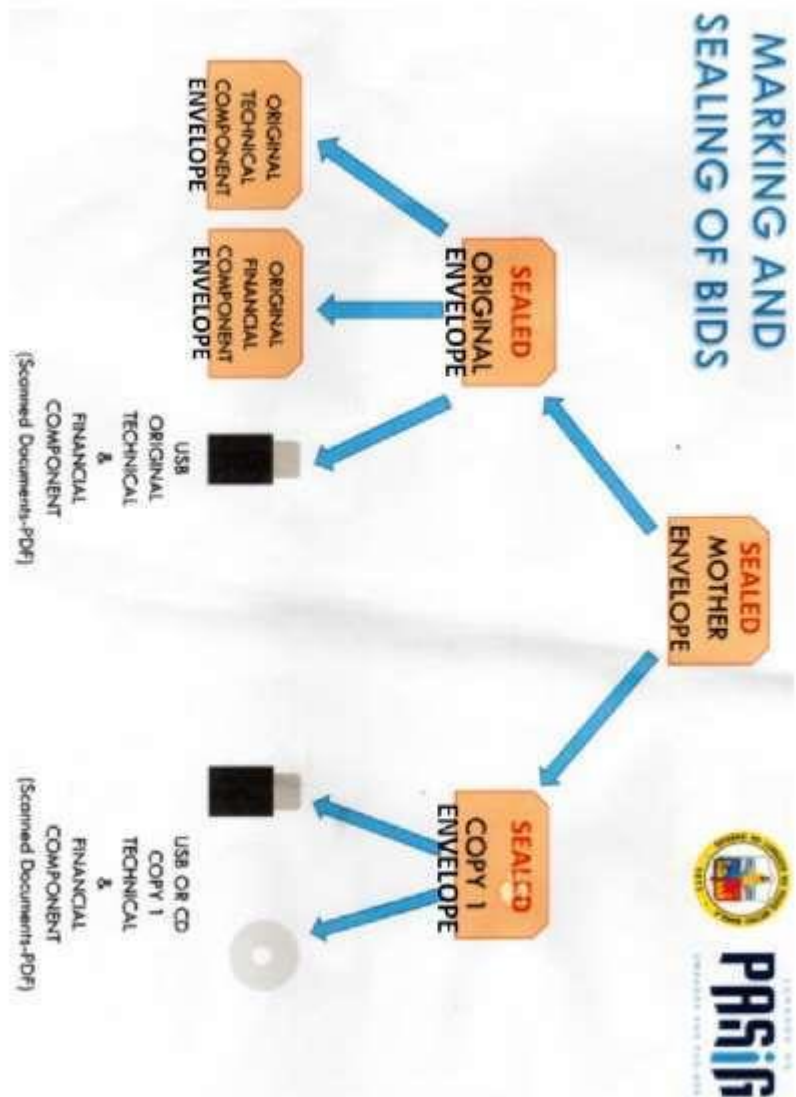 MARKING AND
SEALING OF BIDS
PASIG
SEALED
MOTHER
ENVELOPE
SEALED
ORIGINAL
ENVELOPE
SEALED
COPY 1
ENVELOPE
ORIGINAL
TECHNICAL
COMPONENT
ENVELOPE
ORIGINAL
FINANCIAL
COMPONENT
ENVELOPE
USB
ORIGINAL
TECHNICAL
&
FINANCIAL
COMPONENT
(Scanned Documents-PDF)
USB OR CD
COPY 1
TECHNICAL
&
FINANCIAL
COMPONENT
(Scanned Documents-PDF)